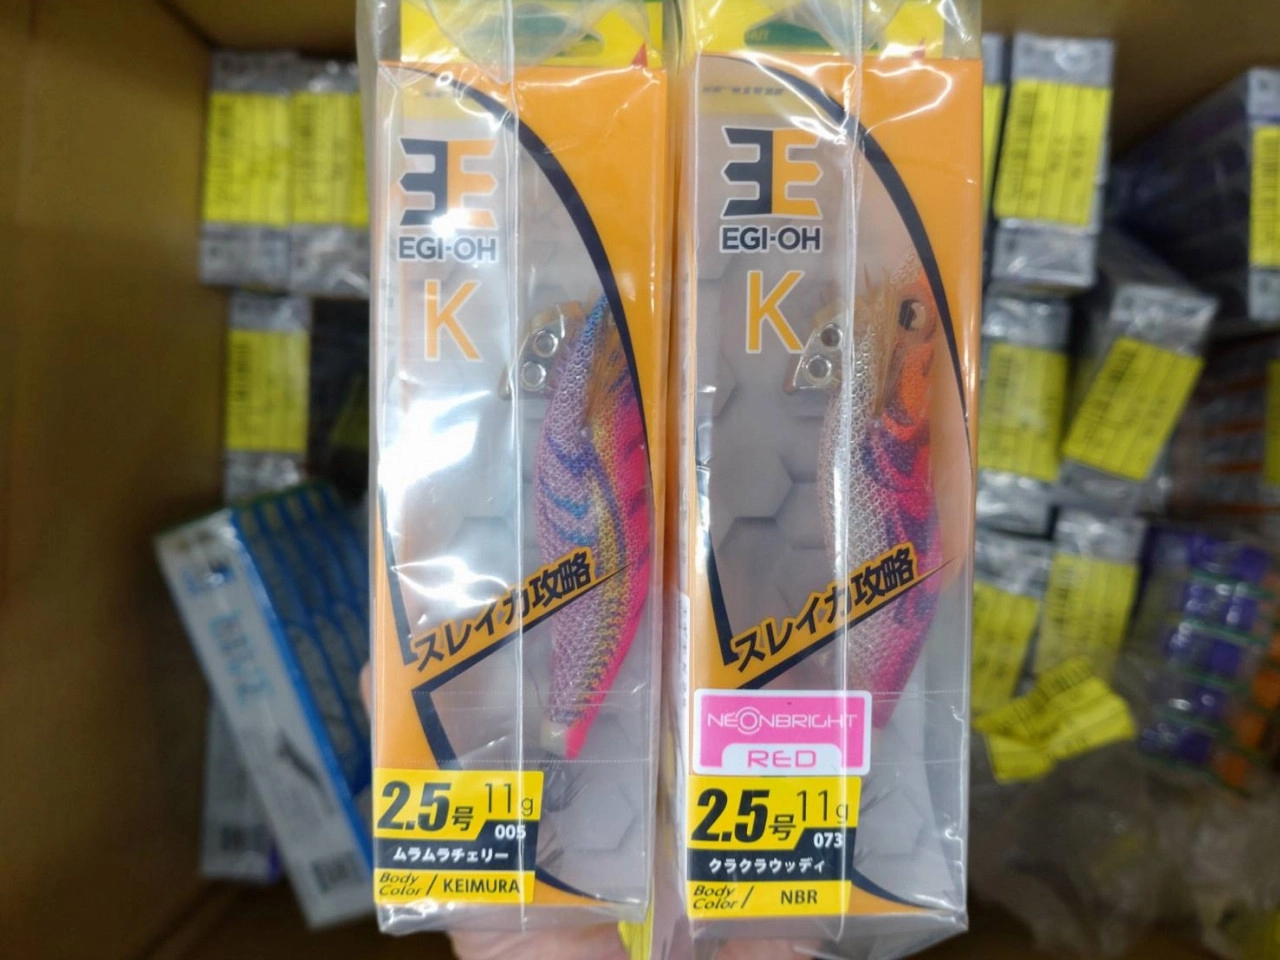 EGI-OH
K
スレイカ攻略
2.5号 11g
005
ムラムラチェリー
Body Color / KEIMURA
EGI-OH
K
スレイカ攻略
NEONBRIGHT
RED
2.5号 11g
073
クラクラウッディ
Body Color / NBR